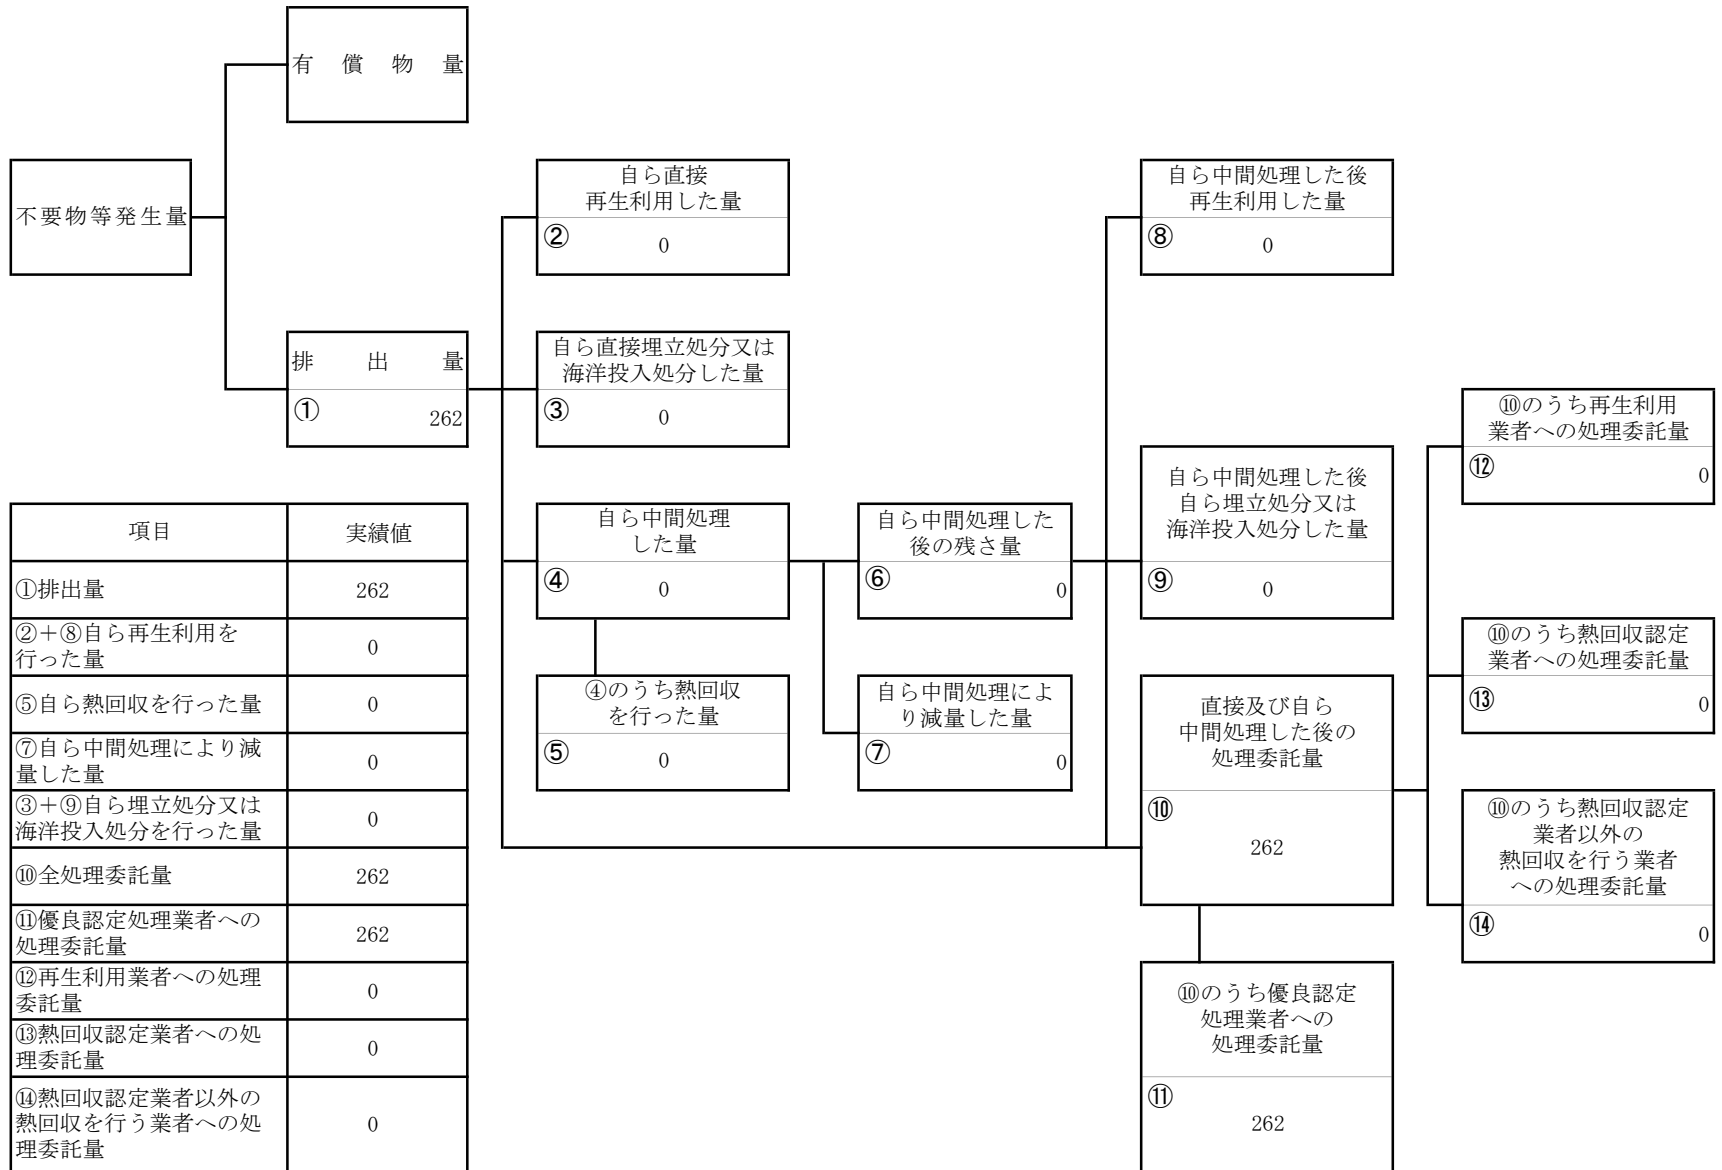 有償物量
不要物等発生量
排出量
①
262
自ら直接
再生利用した量
②
0
自ら直接埋立処分又は
海洋投入処分した量
③
0
自ら中間処理
した量
④
0
④のうち熱回収
を行った量
⑤
0
自ら中間処理した
後の残さ量
⑥
0
自ら中間処理によ
り減量した量
⑦
0
自ら中間処理した後
再生利用した量
⑧
0
自ら中間処理した後
自ら埋立処分又は
海洋投入処分した量
⑨
0
直接及び自ら
中間処理した後の
処理委託量
⑩
262
⑩のうち優良認定
処理業者への
処理委託量
⑪
262
⑩のうち再生利用
業者への処理委託量
⑫
0
⑩のうち熱回収認定
業者への処理委託量
⑬
0
⑩のうち熱回収認定
業者以外の
熱回収を行う業者
への処理委託量
⑭
0
項目 実績値
①排出量 262
②+⑧自ら再生利用を
行った量 0
⑤自ら熱回収を行った量 0
⑦自ら中間処理により減
量した量 0
③+⑨自ら埋立処分又は
海洋投入処分を行った量 0
⑩全処理委託量 262
⑪優良認定処理業者への
処理委託量 262
⑫再生利用業者への処理
委託量 0
⑬熱回収認定業者への処
理委託量 0
⑭熱回収認定業者以外の
熱回収を行う業者への処
理委託量 0